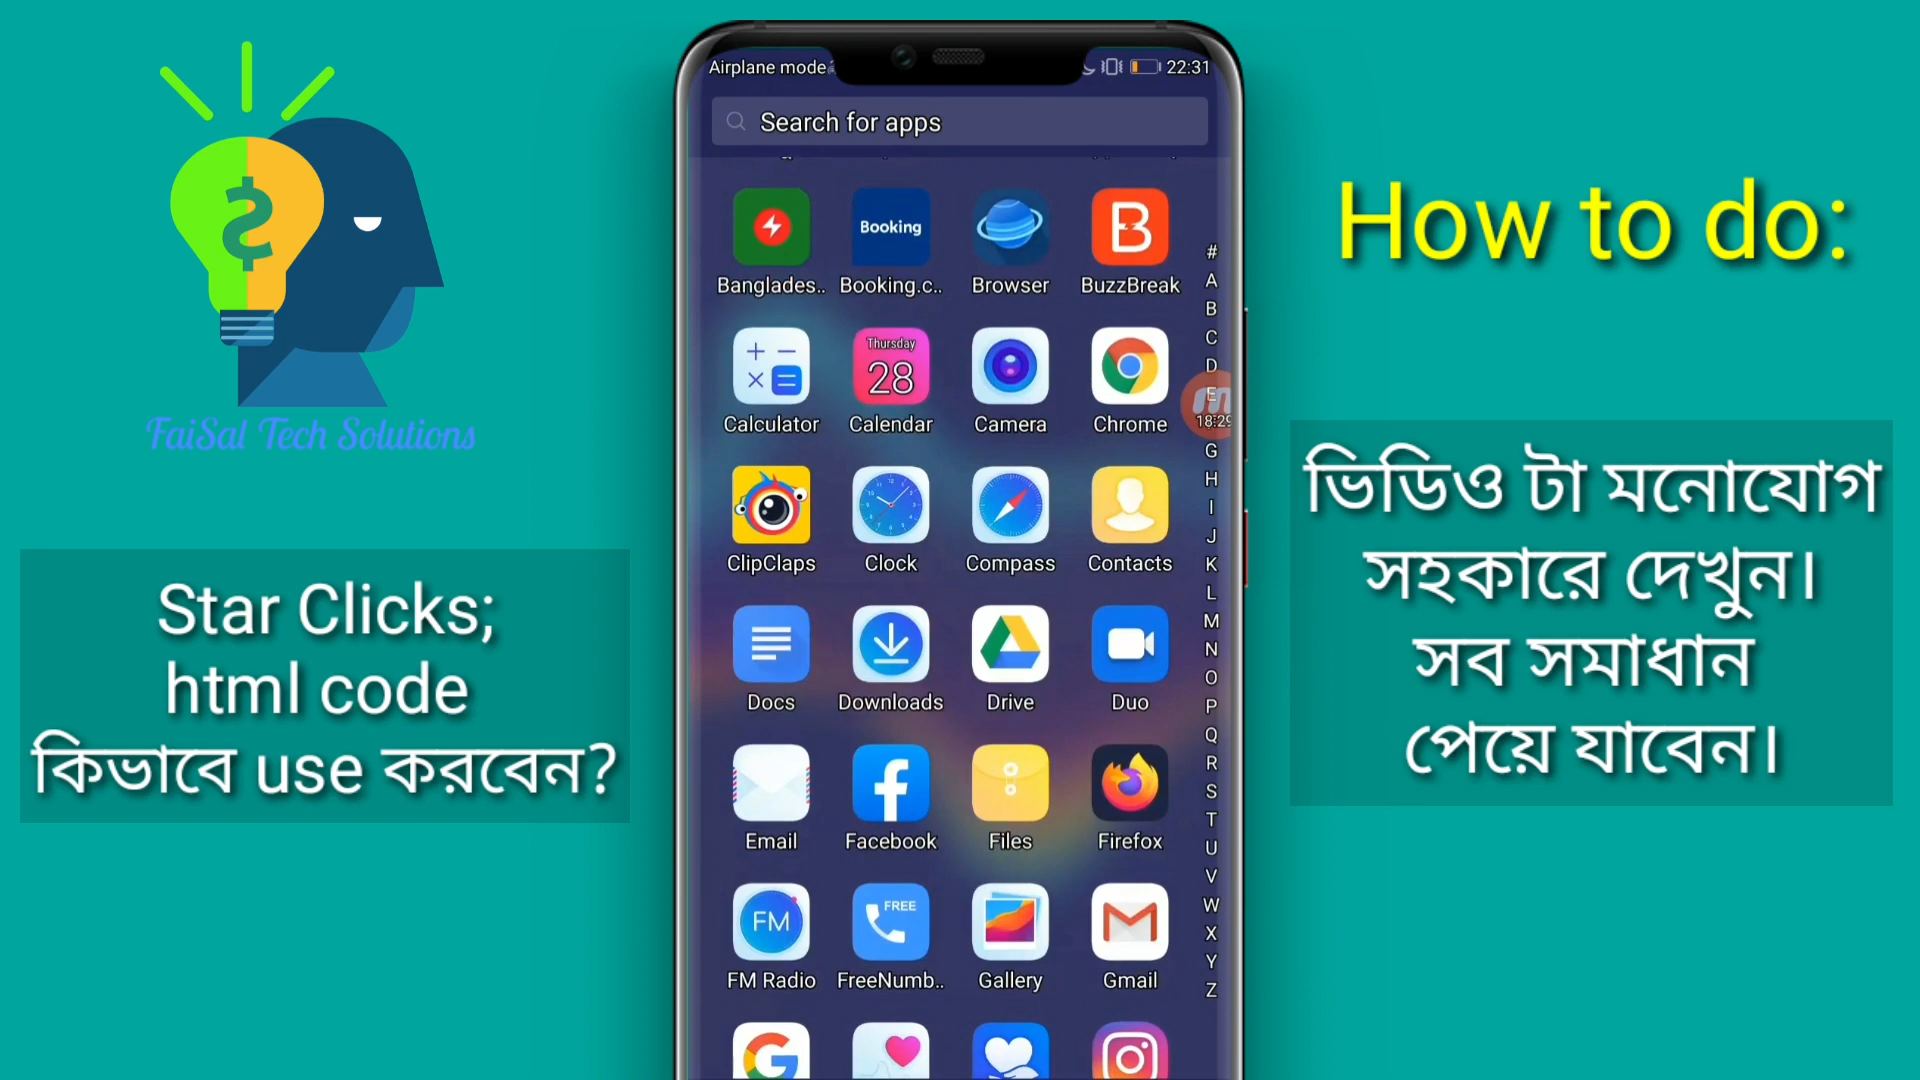 FaiSal Tech Solutions
Star Clicks;
html code
কিভাবে use করবেন?
Airplane mode
22:31
Search for apps
Banglades..
Booking
Booking.c..
Browser
BuzzBreak
Calculator
Thursday
28
Calendar
Camera
Chrome
ClipClaps
Clock
Compass
Contacts
Docs
Downloads
Drive
Duo
Email
Facebook
Files
Firefox
FM
FM Radio
FREE
FreeNumb..
Gallery
Gmail
#
A
B
C
D
E
18:29
G
H
I
J
K
L
M
N
O
P
Q
R
S
T
U
V
W
X
Y
Z
How to do:
ভিডিও টা মনোযোগ
সহকারে দেখুন।
সব সমাধান
পেয়ে যাবেন।